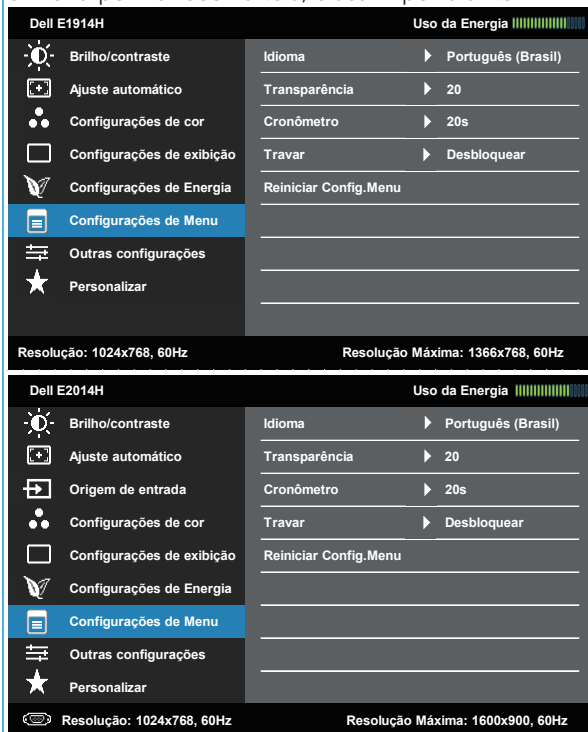 Dell E1914H Uso da Energia
Brilho/contraste Idioma Português (Brasil)
Ajuste automático Transparência 20
Configurações de cor Cronômetro 20s
Configurações de exibição Travar Desbloquear
Configurações de Energia Reiniciar Config.Menu
Configurações de Menu
Outras configurações
Personalizar
Resolução: 1024x768, 60Hz Resolução Máxima: 1366x768, 60Hz
Dell E2014H Uso da Energia
Brilho/contraste Idioma Português (Brasil)
Ajuste automático Transparência 20
Origem de entrada Cronômetro 20s
Configurações de cor Travar Desbloquear
Configurações de exibição Reiniciar Config.Menu
Configurações de Energia
Configurações de Menu
Outras configurações
Personalizar
Resolução: 1024x768, 60Hz Resolução Máxima: 1600x900, 60Hz